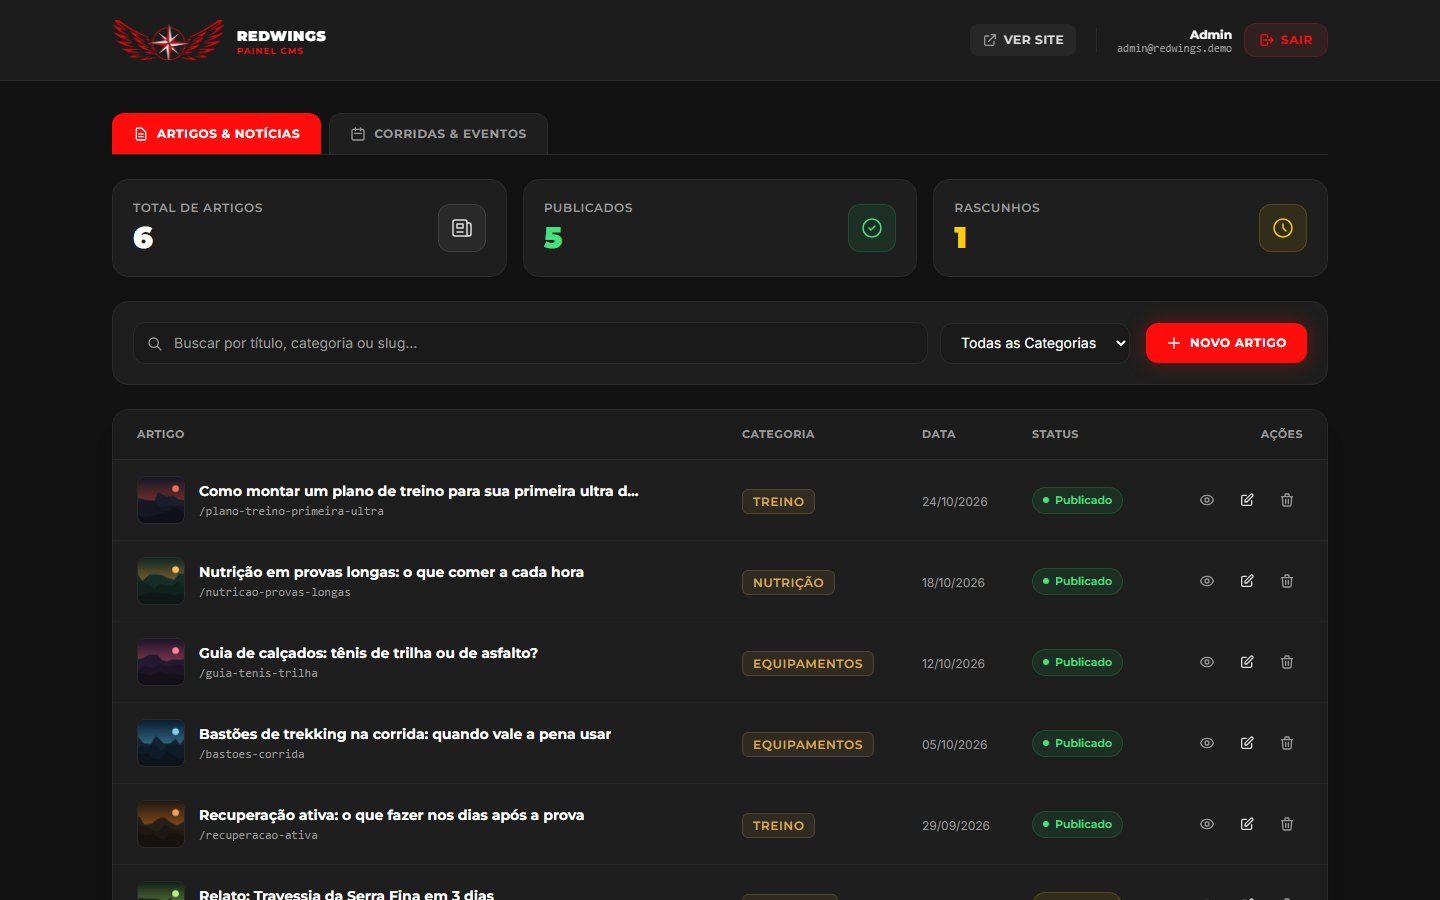 REDWINGS
PAINEL CMS
VER SITE
Admin
admin@redwings.demo
SAIR
ARTIGOS & NOTÍCIAS
CORRIDAS & EVENTOS
TOTAL DE ARTIGOS
6
PUBLICADOS
5
RASCUNHOS
1
Buscar por título, categoria ou slug...
Todas as Categorias
NOVO ARTIGO
ARTIGO CATEGORIA DATA STATUS AÇÕES
Como montar um plano de treino para sua primeira ultra d...
/plano-treino-primeira-ultra
TREINO
24/10/2026
Publicado
Nutrição em provas longas: o que comer a cada hora
/nutricao-provas-longas
NUTRIÇÃO
18/10/2026
Publicado
Guia de calçados: tênis de trilha ou de asfalto?
/guia-tenis-trilha
EQUIPAMENTOS
12/10/2026
Publicado
Bastões de trekking na corrida: quando vale a pena usar
/bastoes-corrida
EQUIPAMENTOS
05/10/2026
Publicado
Recuperação ativa: o que fazer nos dias após a prova
/recuperacao-ativa
TREINO
29/09/2026
Publicado
Relato: Travessia da Serra Fina em 3 dias